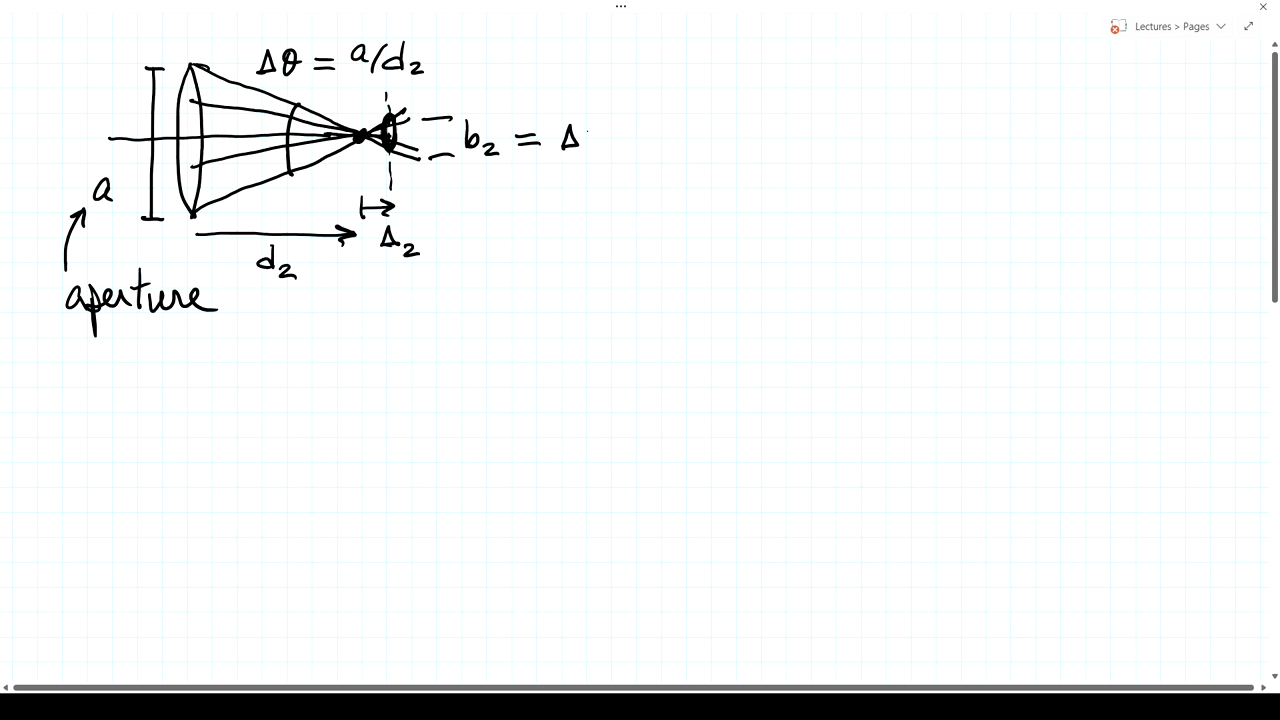 Lectures > Pages
Δθ = a/d₂
b₂ = Δ
a
Δ₂
d₂
aperture